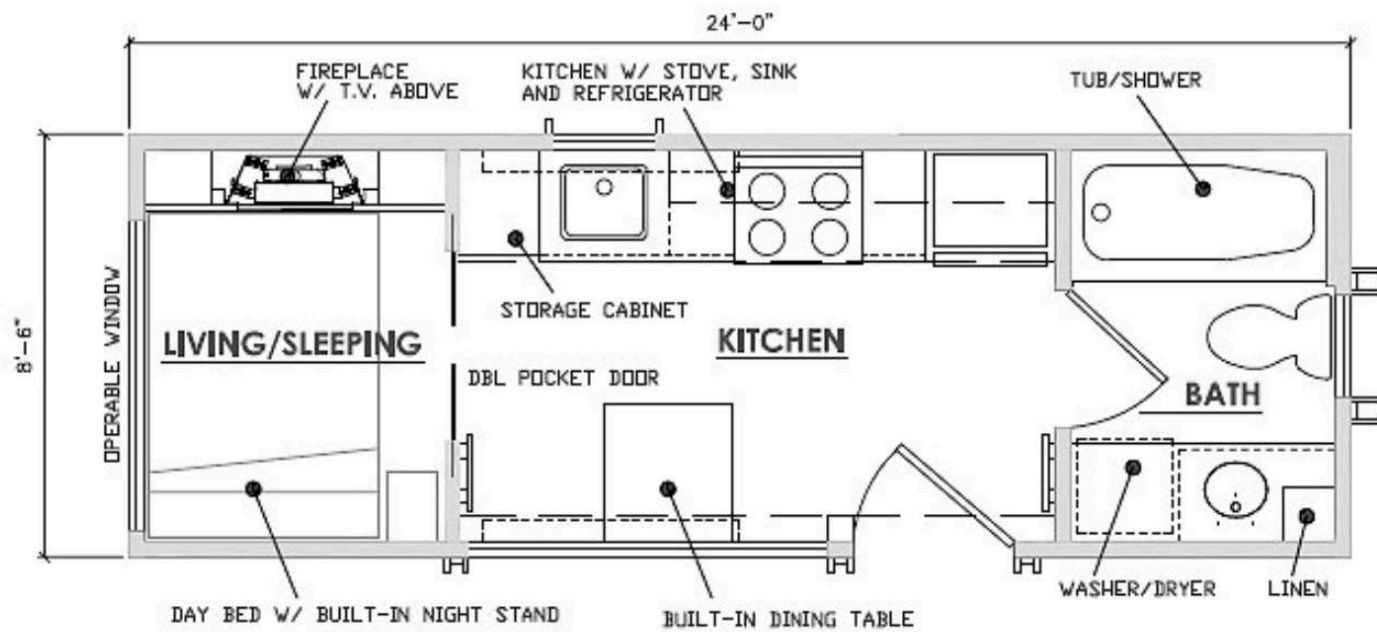 24'-0"
FIREPLACE
W/ T.V. ABOVE
KITCHEN W/ STOVE, SINK
AND REFRIGERATOR
TUB/SHOWER
8'-6"
OPERABLE WINDOW
STORAGE CABINET
LIVING/SLEEPING
KITCHEN
DBL POCKET DOOR
BATH
WASHER/DRYER
LINEN
DAY BED W/ BUILT-IN NIGHT STAND
BUILT-IN DINING TABLE